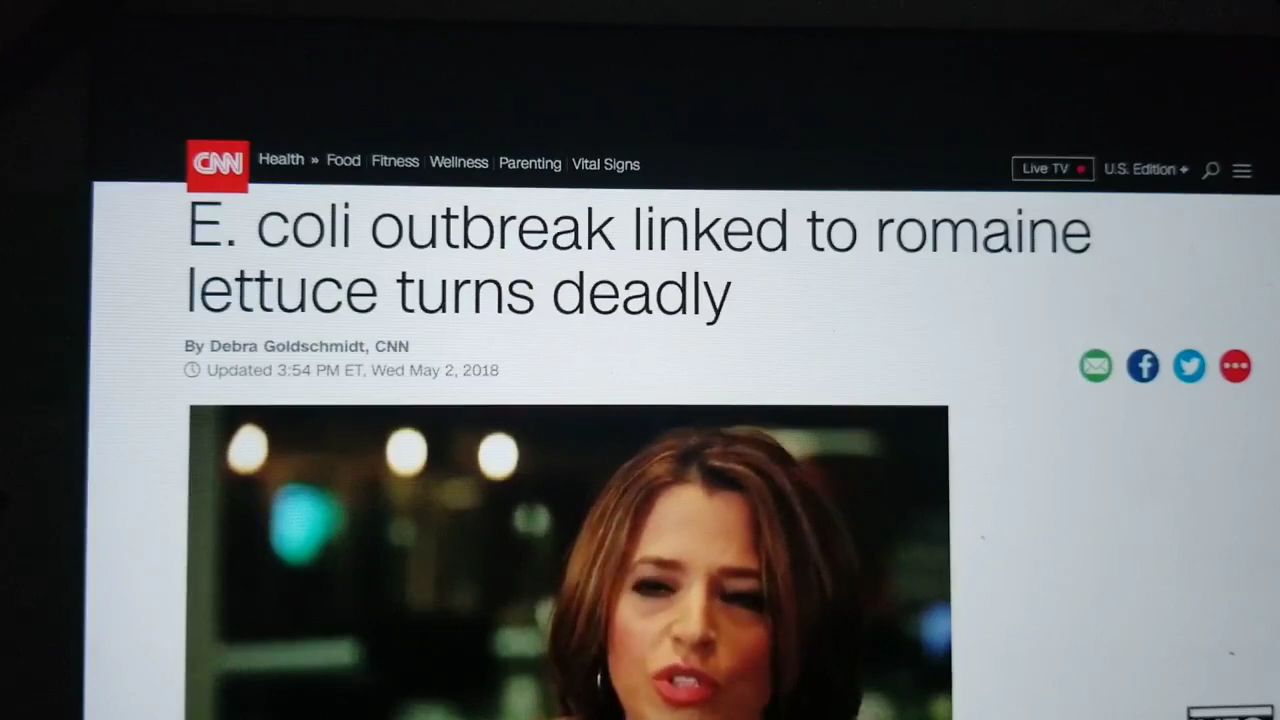 CNN Health » Food Fitness Wellness Parenting Vital Signs Live TV U.S. Edition +
E. coli outbreak linked to romaine
lettuce turns deadly
By Debra Goldschmidt, CNN
Updated 3:54 PM ET, Wed May 2, 2018